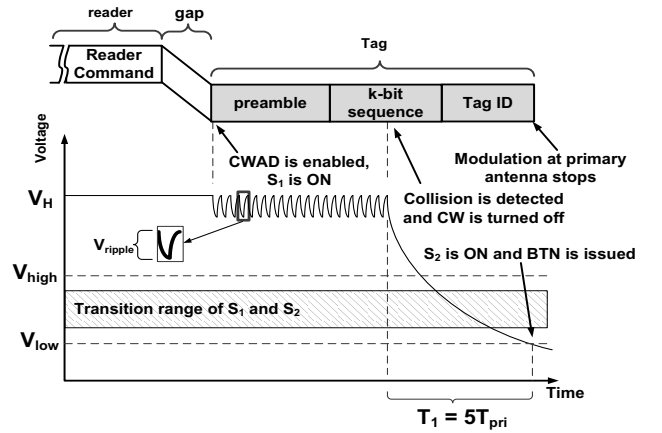 reader
gap
Tag
Reader
Command
preamble
k-bit
sequence
Tag ID
Voltage
CWAD is enabled,
S1 is ON
Modulation at primary
antenna stops
Collision is detected
and CW is turned off
VH
Vripple
S2 is ON and BTN is issued
Vhigh
Transition range of S1 and S2
Vlow
Time
T1 = 5Tpri